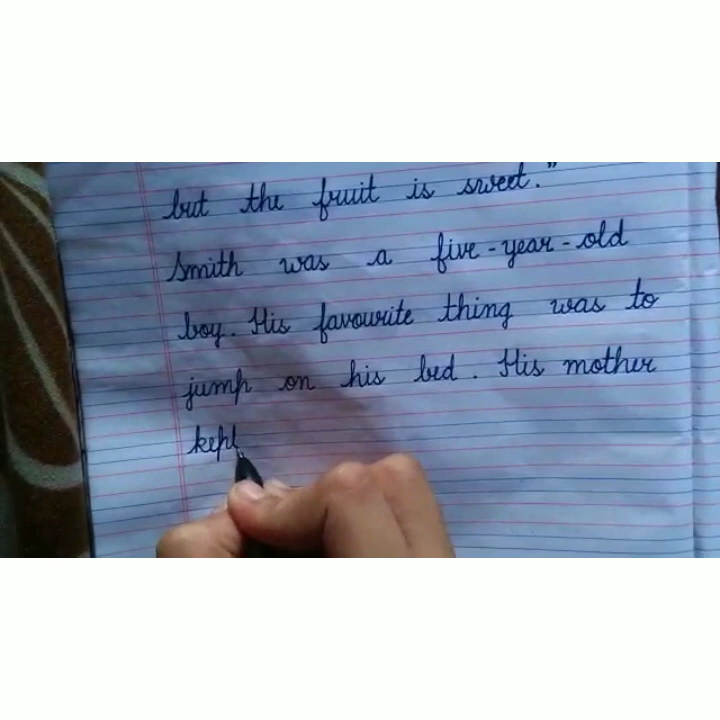 but the fruit is sweet."
Smith was a five-year-old
boy. His favourite thing was to
jump on his bed. His mother
kept